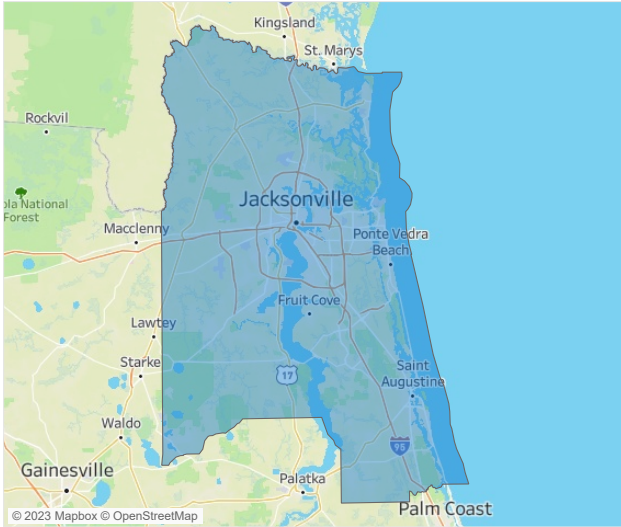 Kingsland
St. Marys
Rockvil
Jacksonville
ola National
Forest
Macclenny
Ponte Vedra
Beach
Fruit Cove
Lawtey
Starke
17
Saint
Augustine
Waldo
95
Gainesville
Palatka
Palm Coast
© 2023 Mapbox © OpenStreetMap